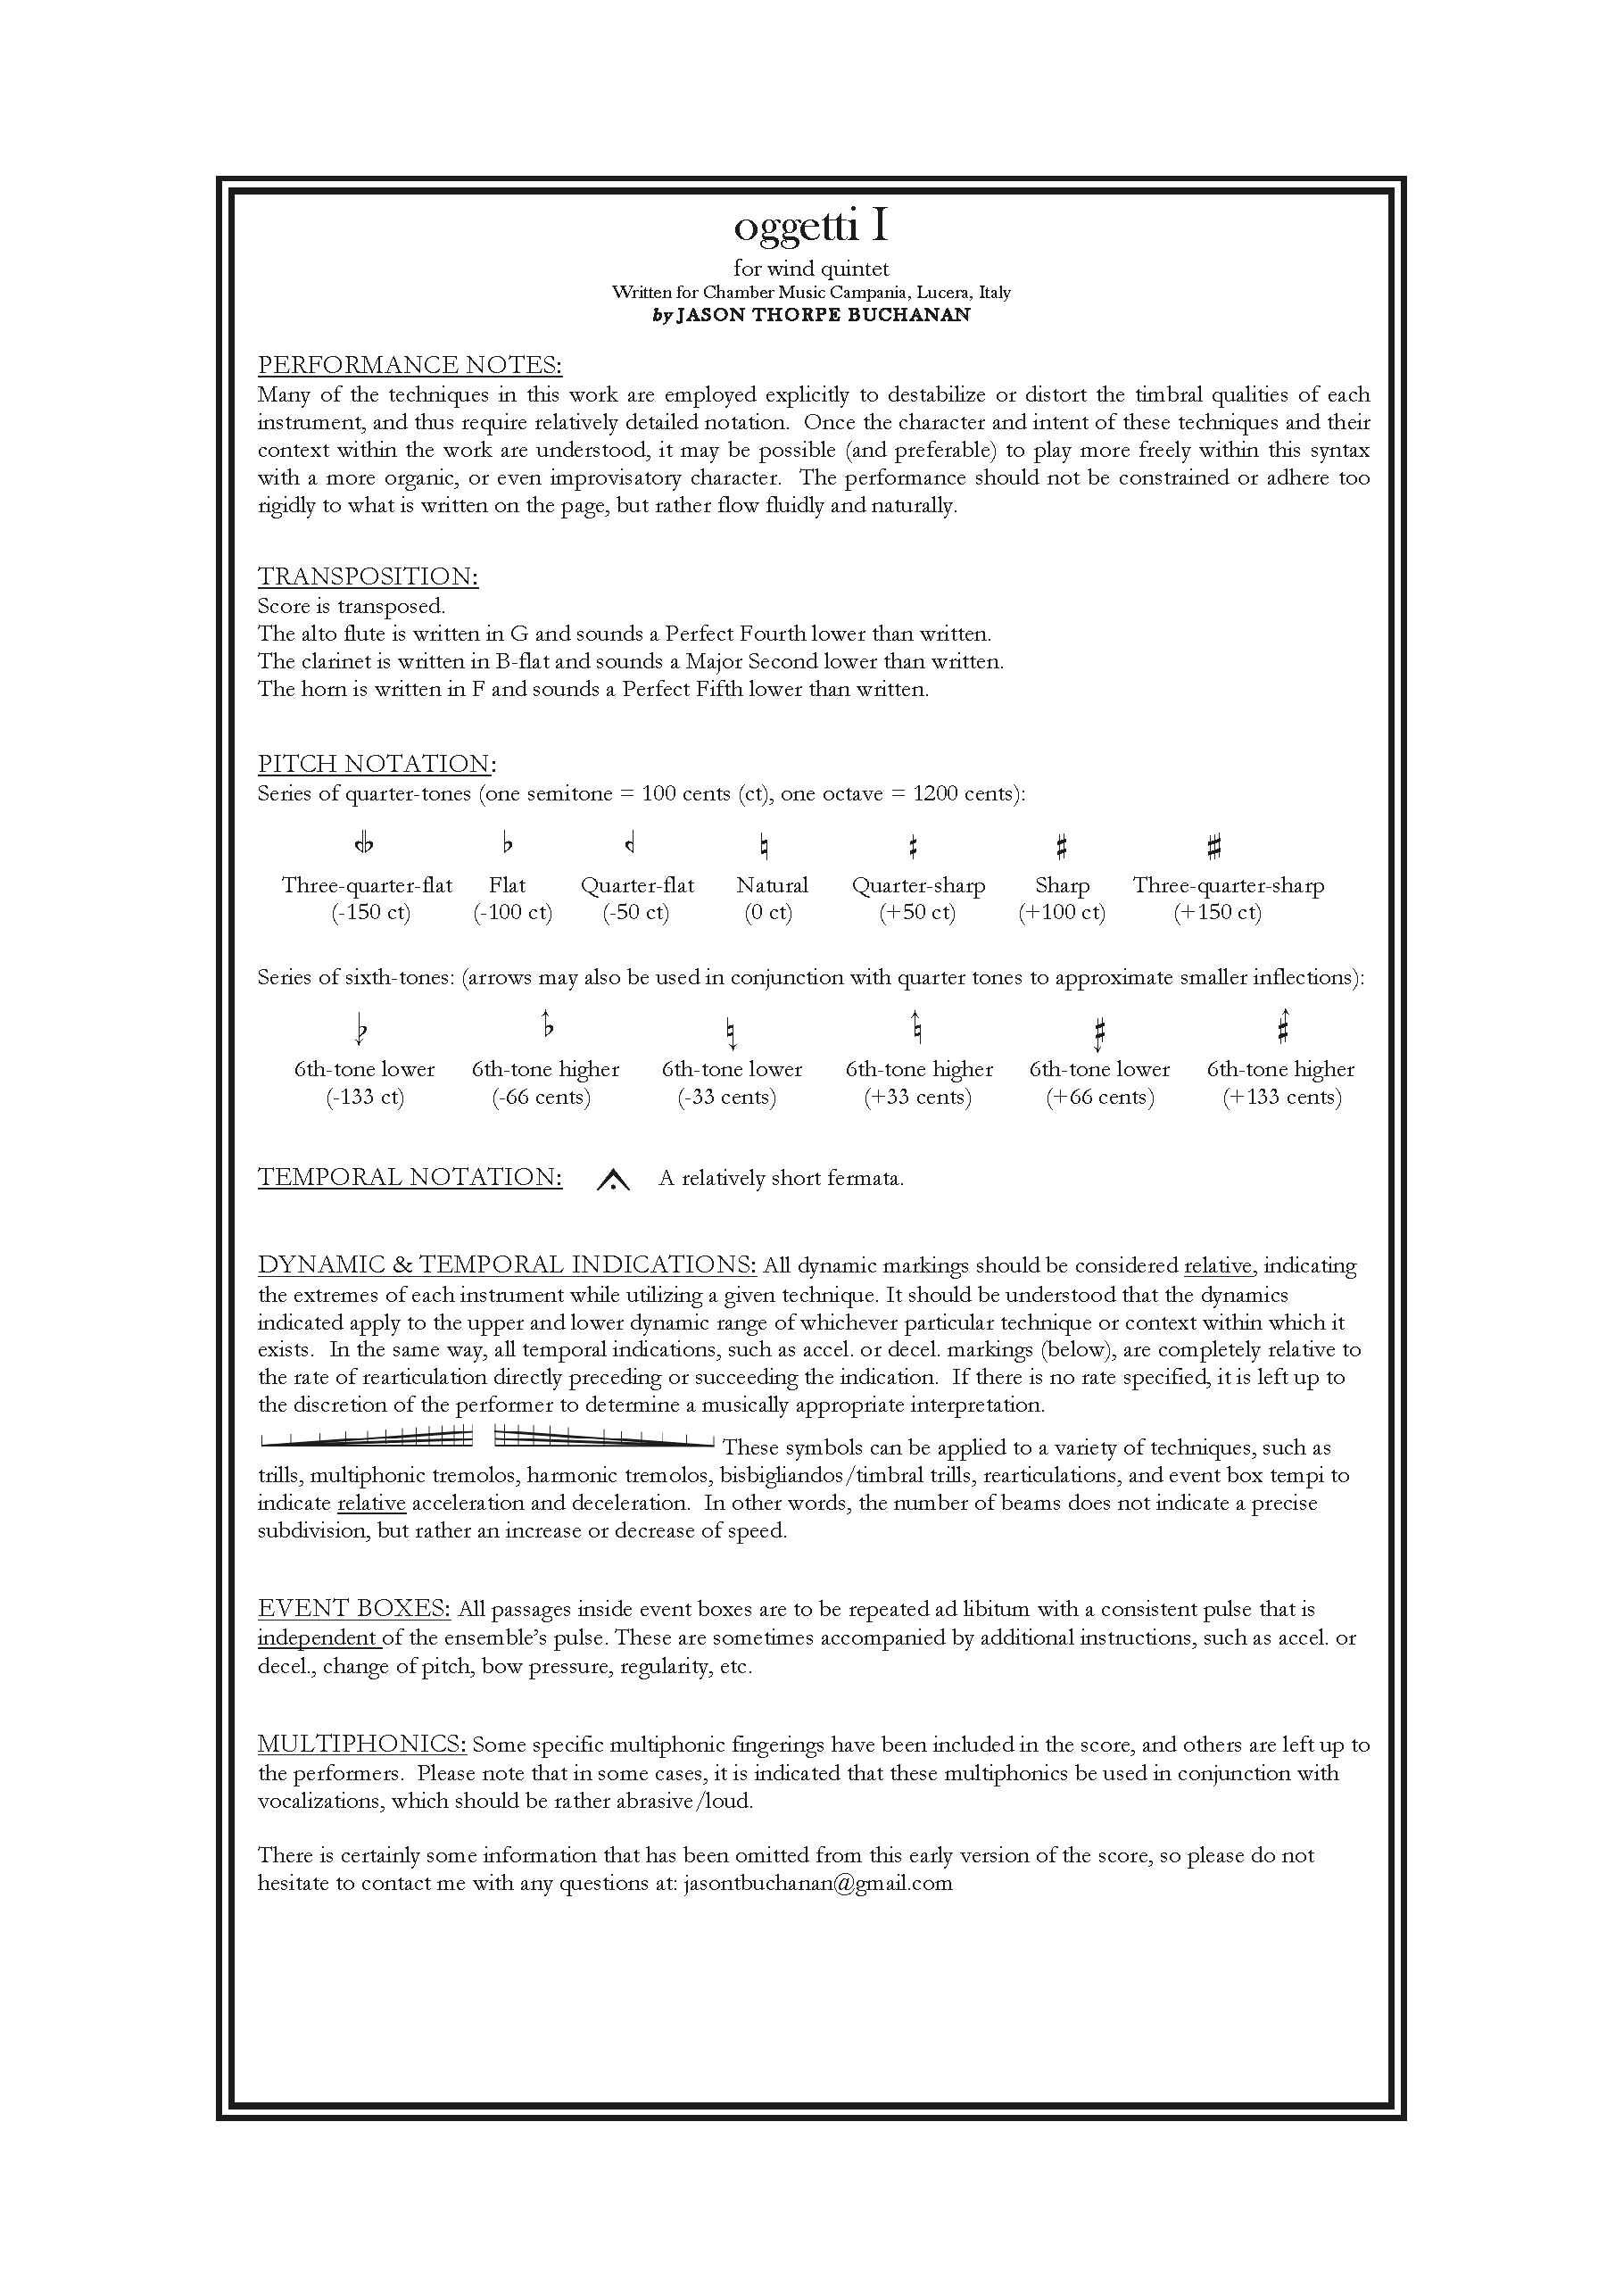 oggetti I
for wind quintet
Written for Chamber Music Campania, Lucera, Italy
by JASON THORPE BUCHANAN
PERFORMANCE NOTES:
Many of the techniques in this work are employed explicitly to destabilize or distort the timbral qualities of each
instrument, and thus require relatively detailed notation.  Once the character and intent of these techniques and their
context within the work are understood, it may be possible (and preferable) to play more freely within this syntax
with a more organic, or even improvisatory character.  The performance should not be constrained or adhere too
rigidly to what is written on the page, but rather flow fluidly and naturally.
TRANSPOSITION:
Score is transposed.
The alto flute is written in G and sounds a Perfect Fourth lower than written.
The clarinet is written in B-flat and sounds a Major Second lower than written.
The horn is written in F and sounds a Perfect Fifth lower than written.
PITCH NOTATION:
Series of quarter-tones (one semitone = 100 cents (ct), one octave = 1200 cents):
Three-quarter-flat Flat Quarter-flat Natural Quarter-sharp Sharp Three-quarter-sharp
(-150 ct) (-100 ct) (-50 ct) (0 ct) (+50 ct) (+100 ct) (+150 ct)
Series of sixth-tones: (arrows may also be used in conjunction with quarter tones to approximate smaller inflections):
6th-tone lower 6th-tone higher 6th-tone lower 6th-tone higher 6th-tone lower 6th-tone higher
(-133 ct) (-66 cents) (-33 cents) (+33 cents) (+66 cents) (+133 cents)
TEMPORAL NOTATION: A relatively short fermata.
DYNAMIC & TEMPORAL INDICATIONS: All dynamic markings should be considered relative, indicating
the extremes of each instrument while utilizing a given technique. It should be understood that the dynamics
indicated apply to the upper and lower dynamic range of whichever particular technique or context within which it
exists.  In the same way, all temporal indications, such as accel. or decel. markings (below), are completely relative to
the rate of rearticulation directly preceding or succeeding the indication.  If there is no rate specified, it is left up to
the discretion of the performer to determine a musically appropriate interpretation.
These symbols can be applied to a variety of techniques, such as
trills, multiphonic tremolos, harmonic tremolos, bisbigliandos/timbral trills, rearticulations, and event box tempi to
indicate relative acceleration and deceleration.  In other words, the number of beams does not indicate a precise
subdivision, but rather an increase or decrease of speed.
EVENT BOXES: All passages inside event boxes are to be repeated ad libitum with a consistent pulse that is
independent of the ensemble's pulse. These are sometimes accompanied by additional instructions, such as accel. or
decel., change of pitch, bow pressure, regularity, etc.
MULTIPHONICS: Some specific multiphonic fingerings have been included in the score, and others are left up to
the performers.  Please note that in some cases, it is indicated that these multiphonics be used in conjunction with
vocalizations, which should be rather abrasive/loud.
There is certainly some information that has been omitted from this early version of the score, so please do not
hesitate to contact me with any questions at: jasontbuchanan@gmail.com